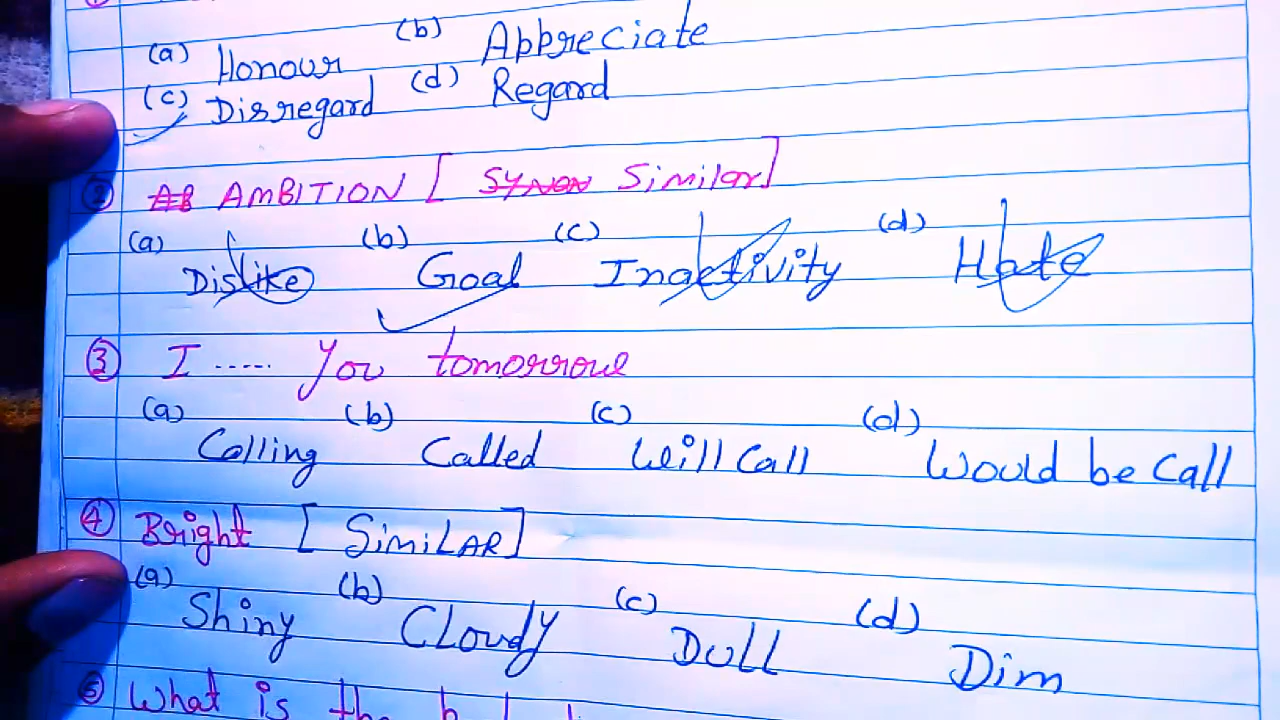 (a) Honour (b) Appreciate
(c) Disregard (d) Regard
② AMBITION [ Similar]
(a) Dislike (b) Goal (c) Inactivity (d) Hate
③ I ..... You tomorrow
(a) Calling (b) Called (c) Will Call (d) Would be Call
④ Bright [ SimiLAR]
(a) Shiny (b) CLoudy (c) Dull (d) Dim
⑤ What is the